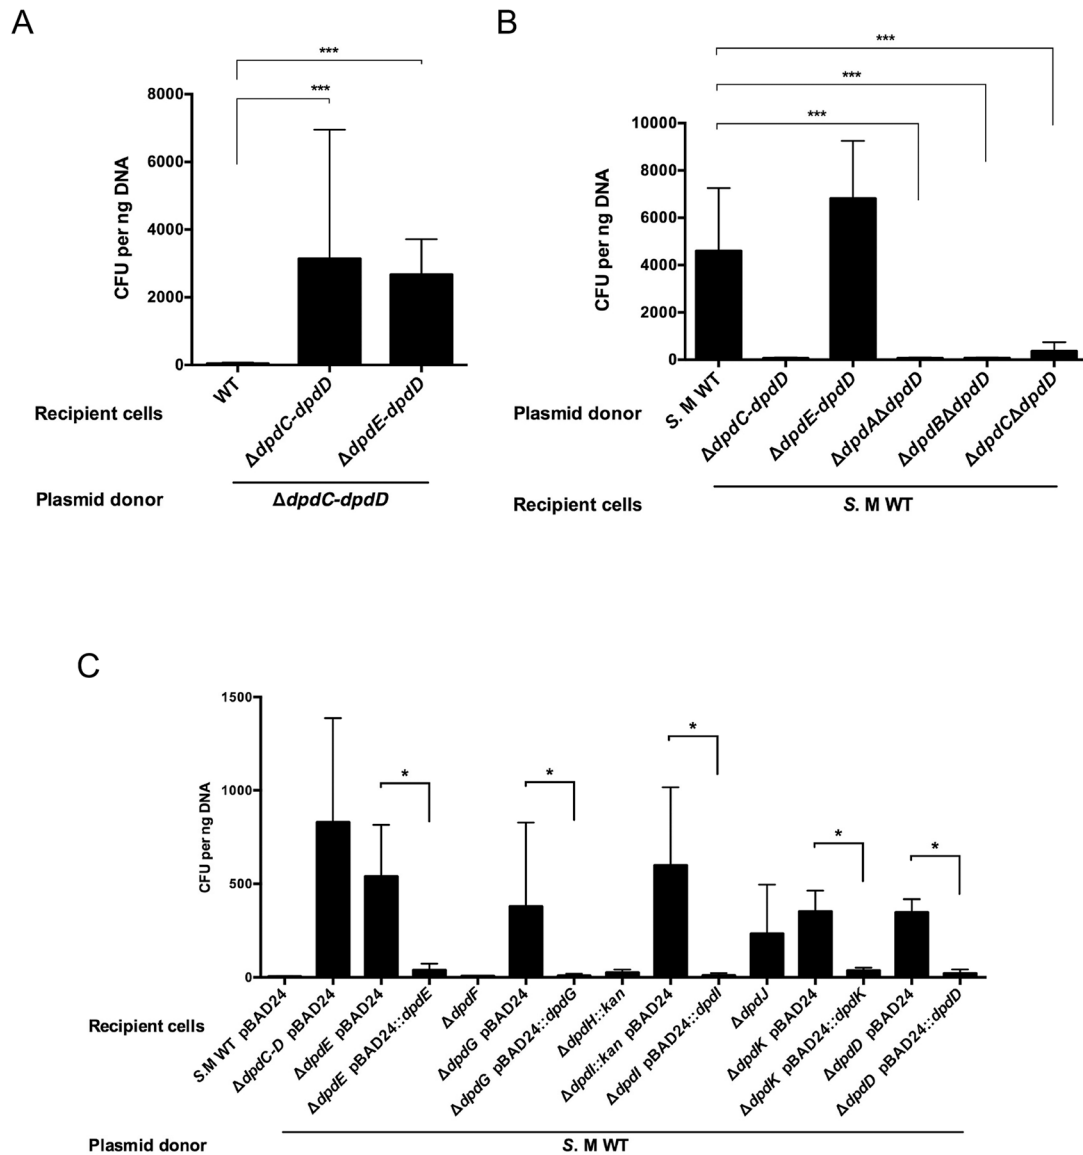 A
***
***
8000
6000
4000
2000
0
CFU per ng DNA
WT
ΔdpdC-dpdD
ΔdpdE-dpdD
Recipient cells
Plasmid donor
ΔdpdC-dpdD
B
***
***
***
10000
8000
6000
4000
2000
0
CFU per ng DNA
S. M WT
ΔdpdC-dpdD
ΔdpdE-dpdD
ΔdpdAΔdpdD
ΔdpdBΔdpdD
ΔdpdCΔdpdD
Plasmid donor
Recipient cells
S. M WT
C
1500
1000
500
0
CFU per ng DNA
*
*
*
*
*
S.M WT pBAD24
ΔdpdC-D pBAD24
ΔdpdE pBAD24
ΔdpdE pBAD24::dpdE
ΔdpdF
ΔdpdG pBAD24
ΔdpdG pBAD24::dpdG
ΔdpdH::kan
ΔdpdI::kan pBAD24
ΔdpdI pBAD24::dpdI
ΔdpdJ
ΔdpdK pBAD24
ΔdpdK pBAD24::dpdK
ΔdpdD pBAD24
ΔdpdD pBAD24::dpdD
Recipient cells
Plasmid donor
S. M WT